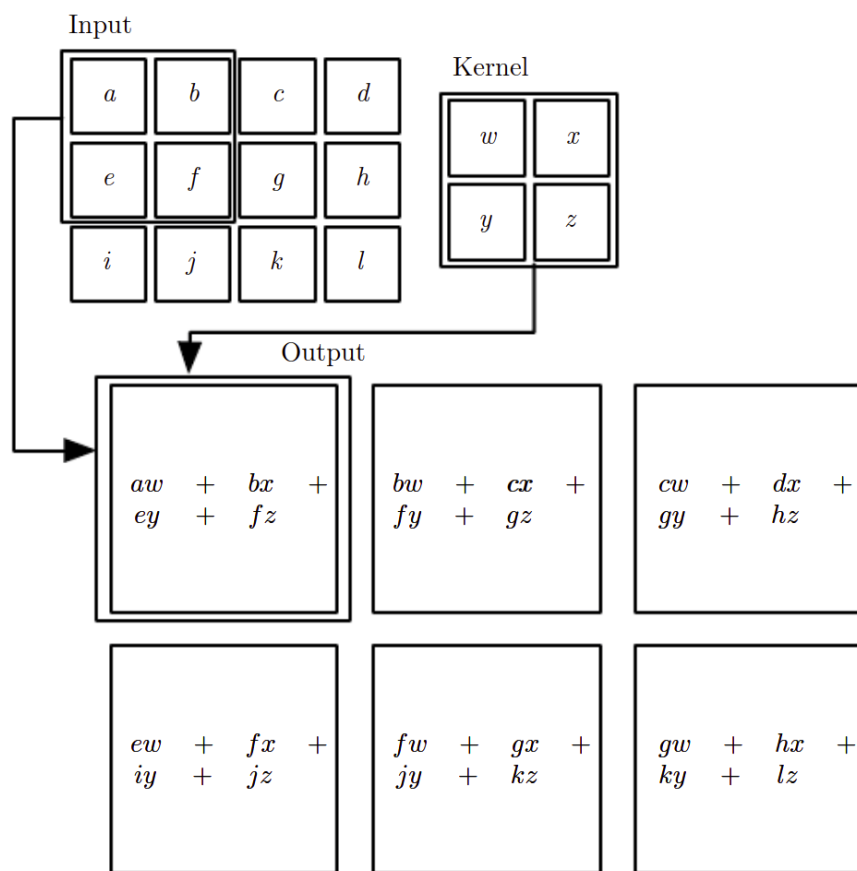 Input
a b c d
e f g h
i j k l
Kernel
w x
y z
Output
aw + bx +
ey + fz
bw + cx +
fy + gz
cw + dx +
gy + hz
ew + fx +
iy + jz
fw + gx +
jy + kz
gw + hx +
ky + lz